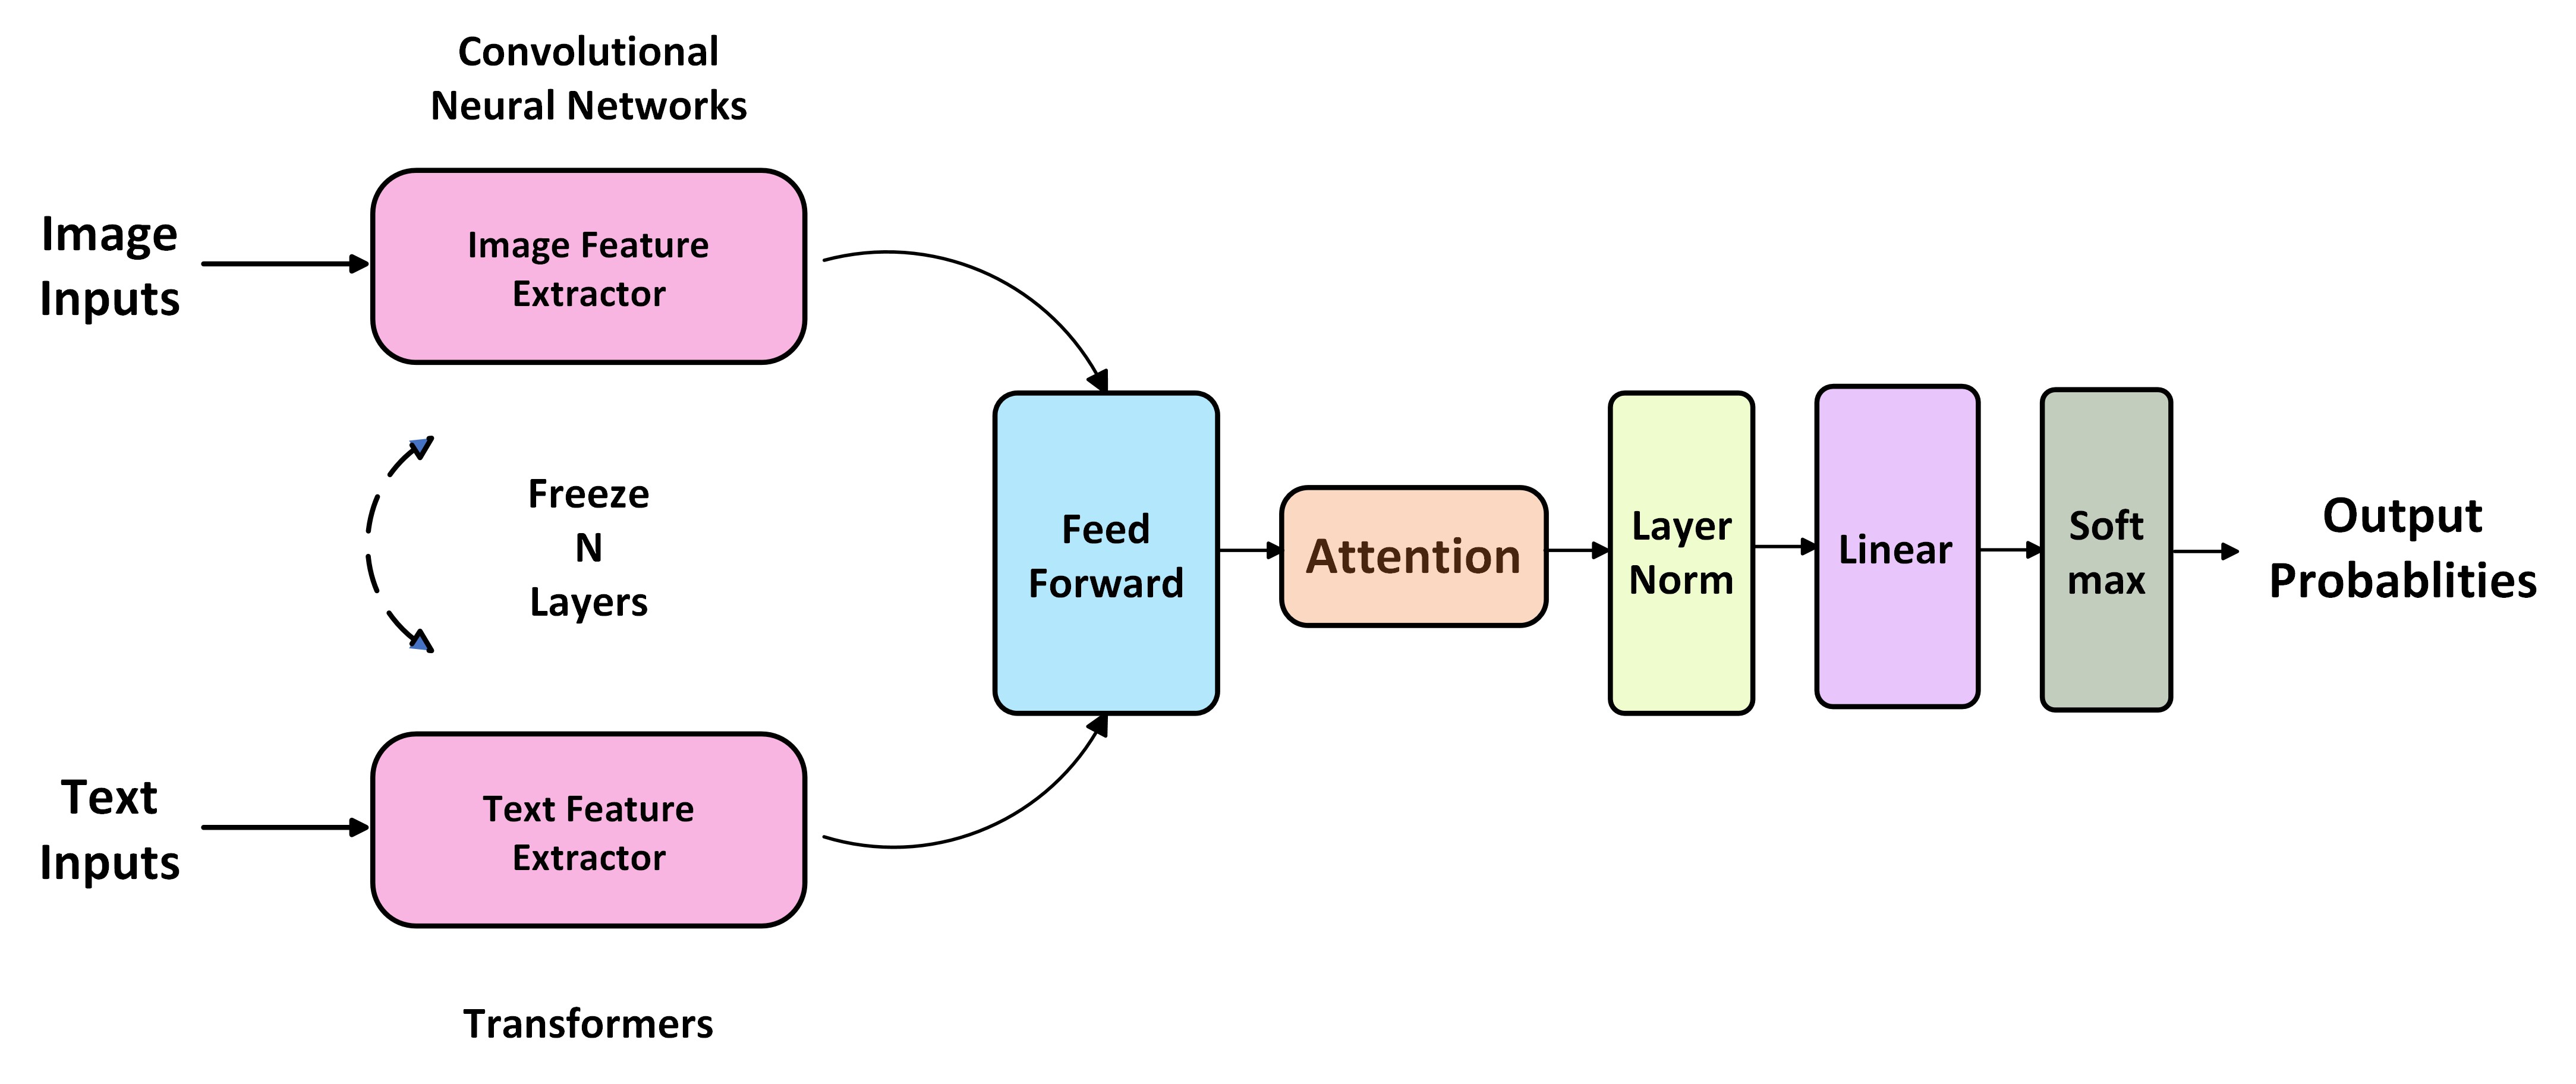 Convolutional
Neural Networks
Image
Inputs
Image Feature
Extractor
Freeze
N
Layers
Text
Inputs
Text Feature
Extractor
Transformers
Feed
Forward
Attention
Layer
Norm
Linear
Soft
max
Output
Probablities